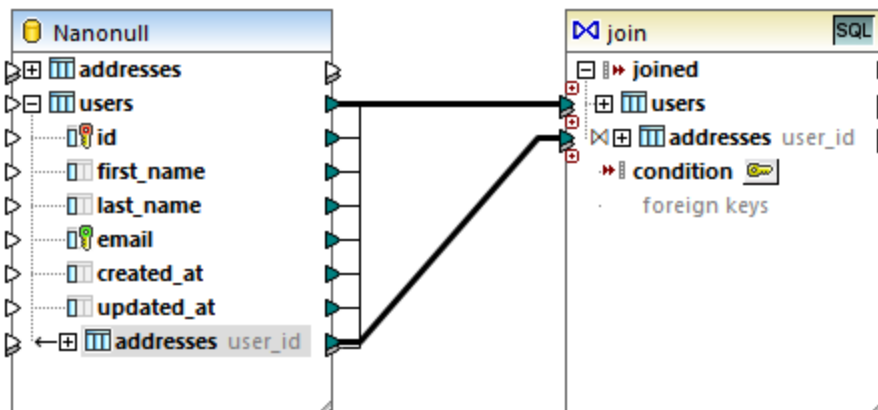 Nanonull
addresses
users
id
first_name
last_name
email
created_at
updated_at
addresses user_id
join SQL
joined
users
addresses user_id
condition
foreign keys